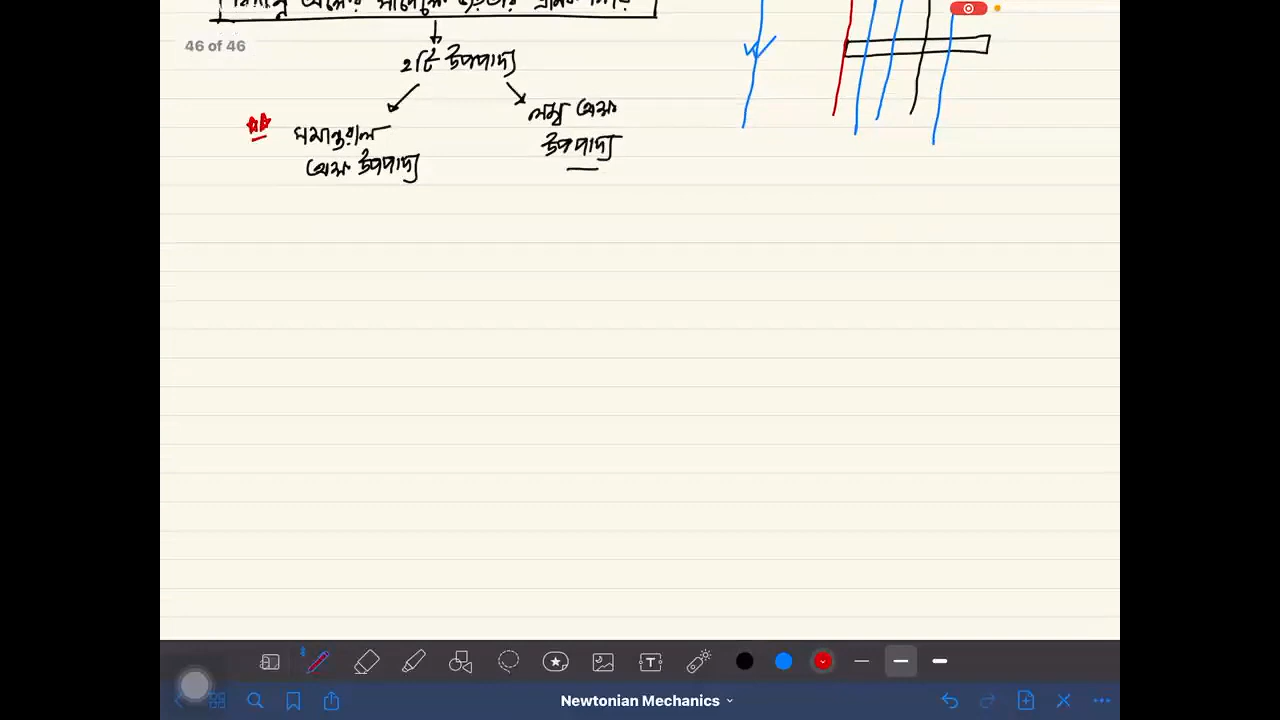 46 of 46
২টি উপপাদ্য
সমান্তরাল
অক্ষ উপপাদ্য
লম্ব অক্ষ
উপপাদ্য
Newtonian Mechanics